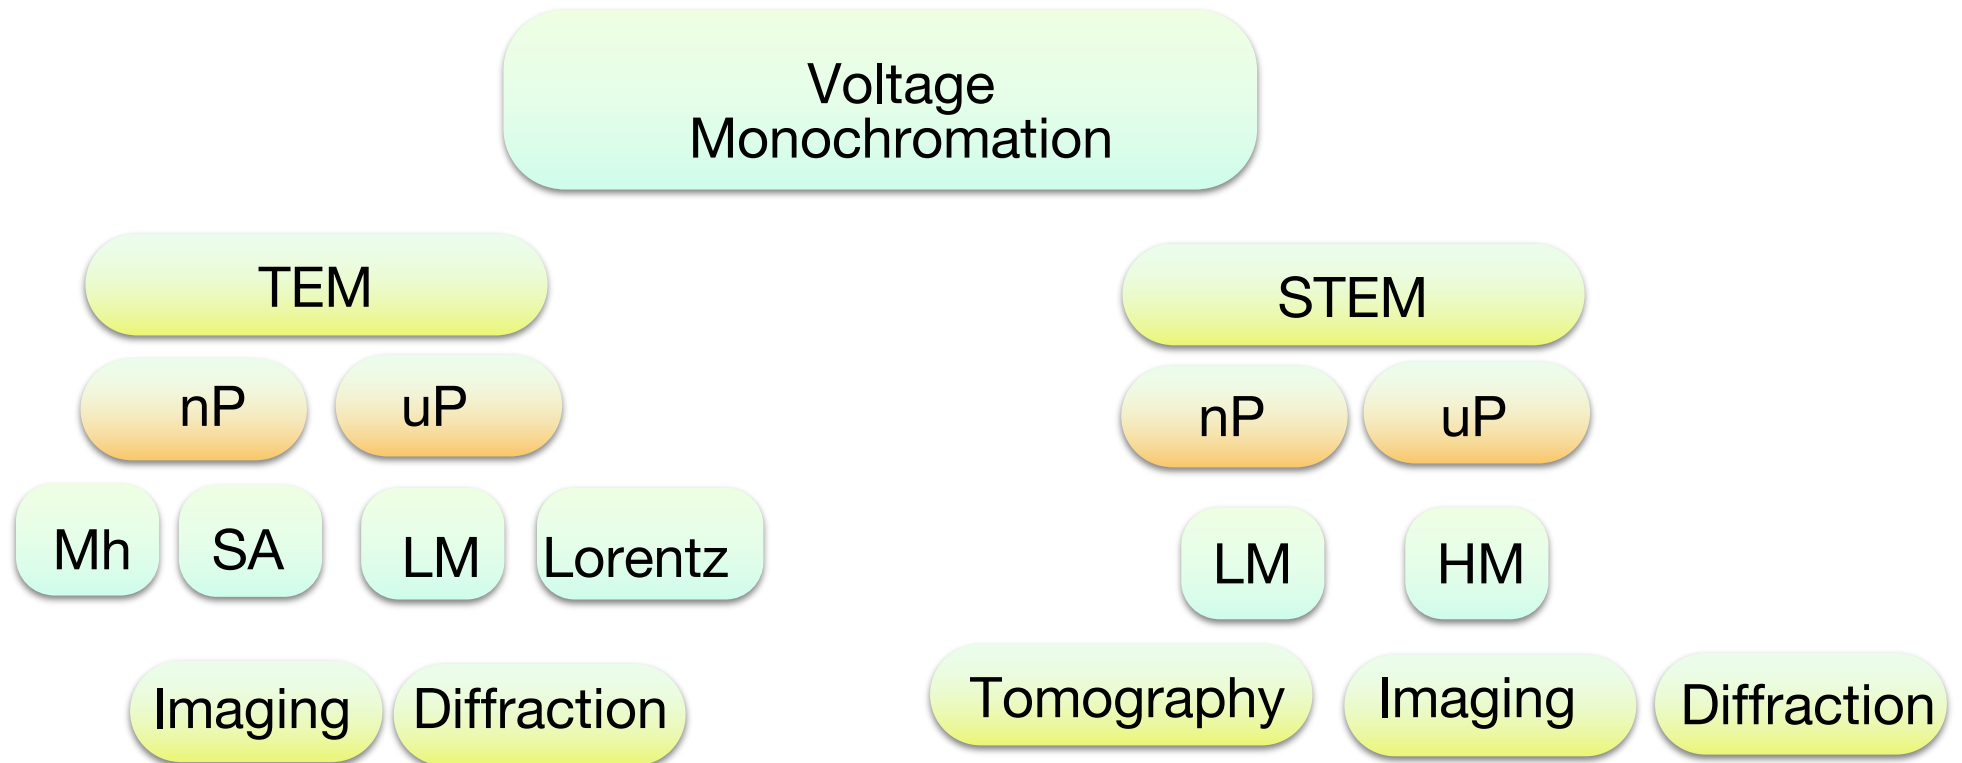 Voltage
Monochromation
TEM
STEM
nP
uP
nP
uP
Mh
SA
LM
Lorentz
LM
HM
Imaging
Diffraction
Tomography
Imaging
Diffraction